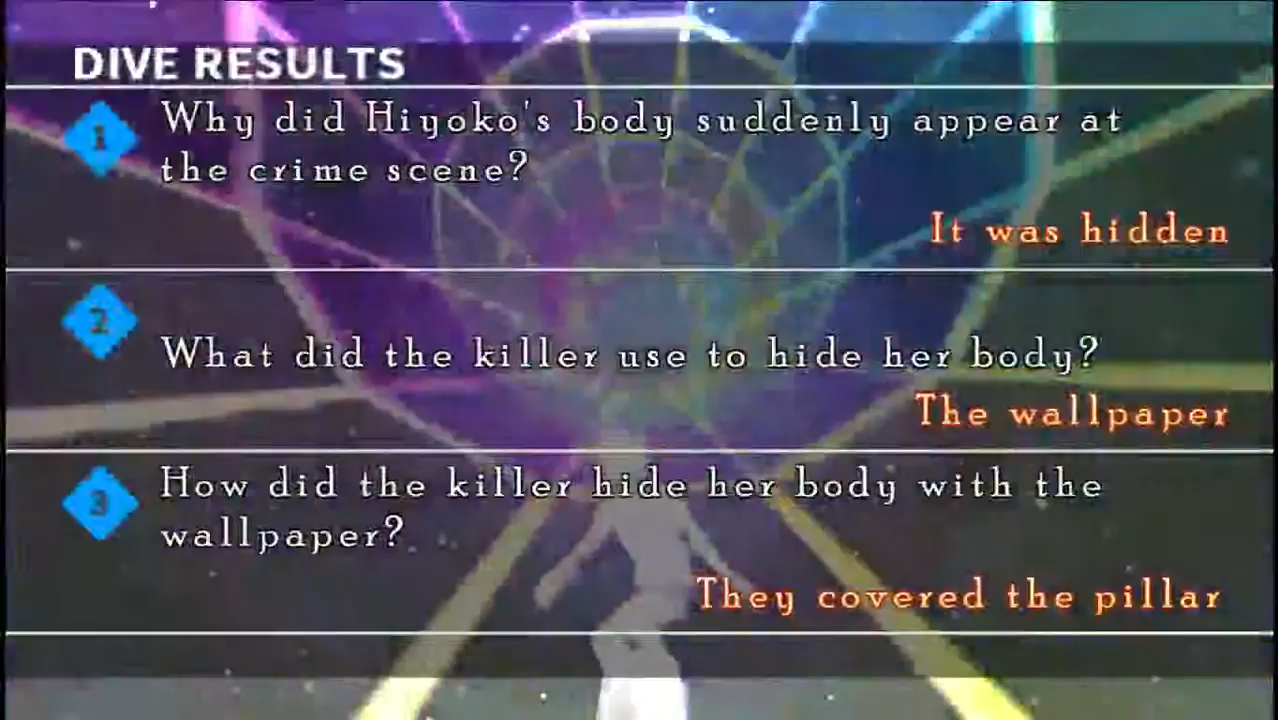 DIVE RESULTS
1
Why did Hiyoko's body suddenly appear at
the crime scene?
It was hidden
2
What did the killer use to hide her body?
The wallpaper
3
How did the killer hide her body with the
wallpaper?
They covered the pillar